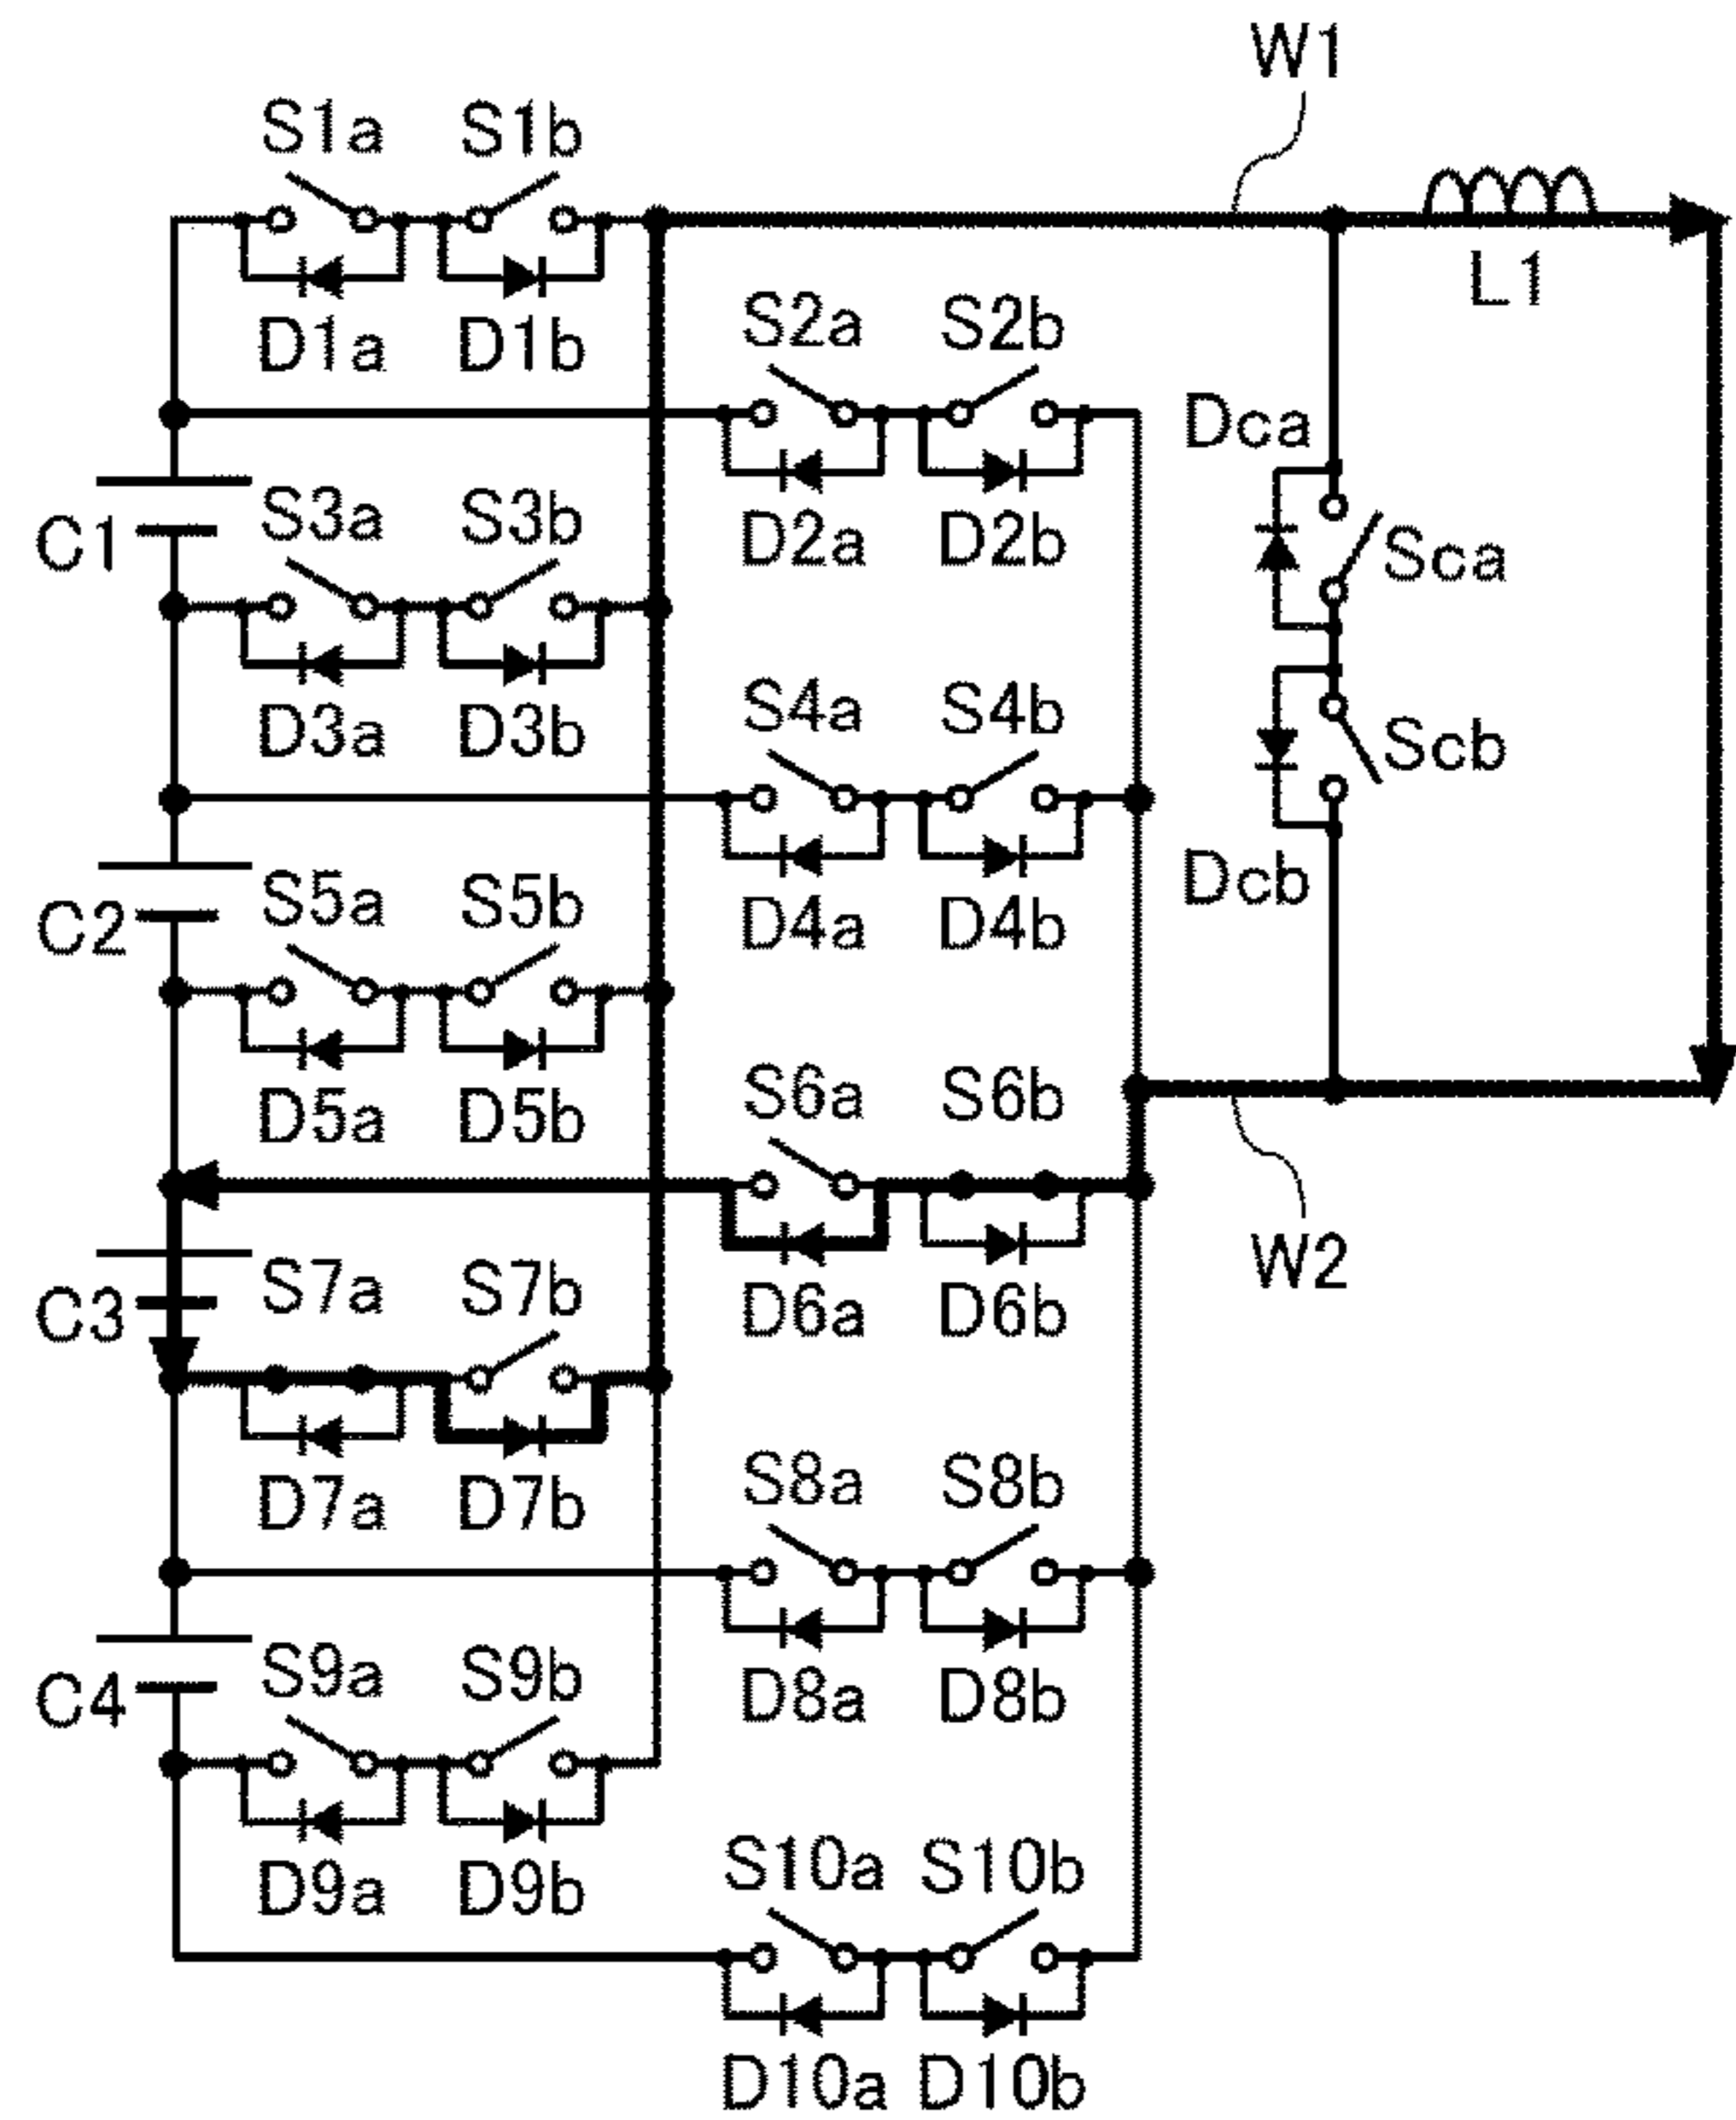 W1
S1a S1b
L1
D1a D1b
S2a S2b
Dca
C1
S3a S3b
D2a D2b
Sca
D3a D3b
S4a S4b
Scb
C2
S5a S5b
Dcb
D4a D4b
D5a D5b
S6a S6b
W2
C3
S7a S7b
D6a D6b
D7a D7b
S8a S8b
C4
S9a S9b
D8a D8b
D9a D9b
S10a S10b
D10a D10b